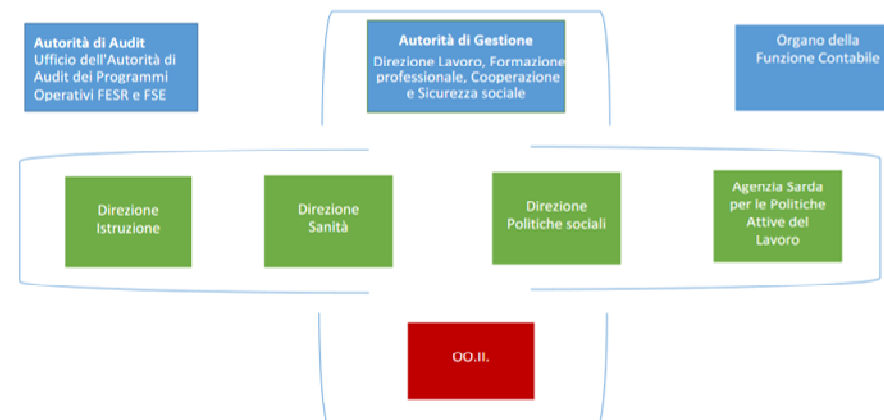 Autorità di Audit
Ufficio dell'Autorità di
Audit dei Programmi
Operativi FESR e FSE
Autorità di Gestione
Direzione Lavoro, Formazione
professionale, Cooperazione
e Sicurezza sociale
Organo della
Funzione Contabile
Direzione
Istruzione
Direzione
Sanità
Direzione
Politiche sociali
Agenzia Sarda
per le Politiche
Attive del
Lavoro
OO.II.